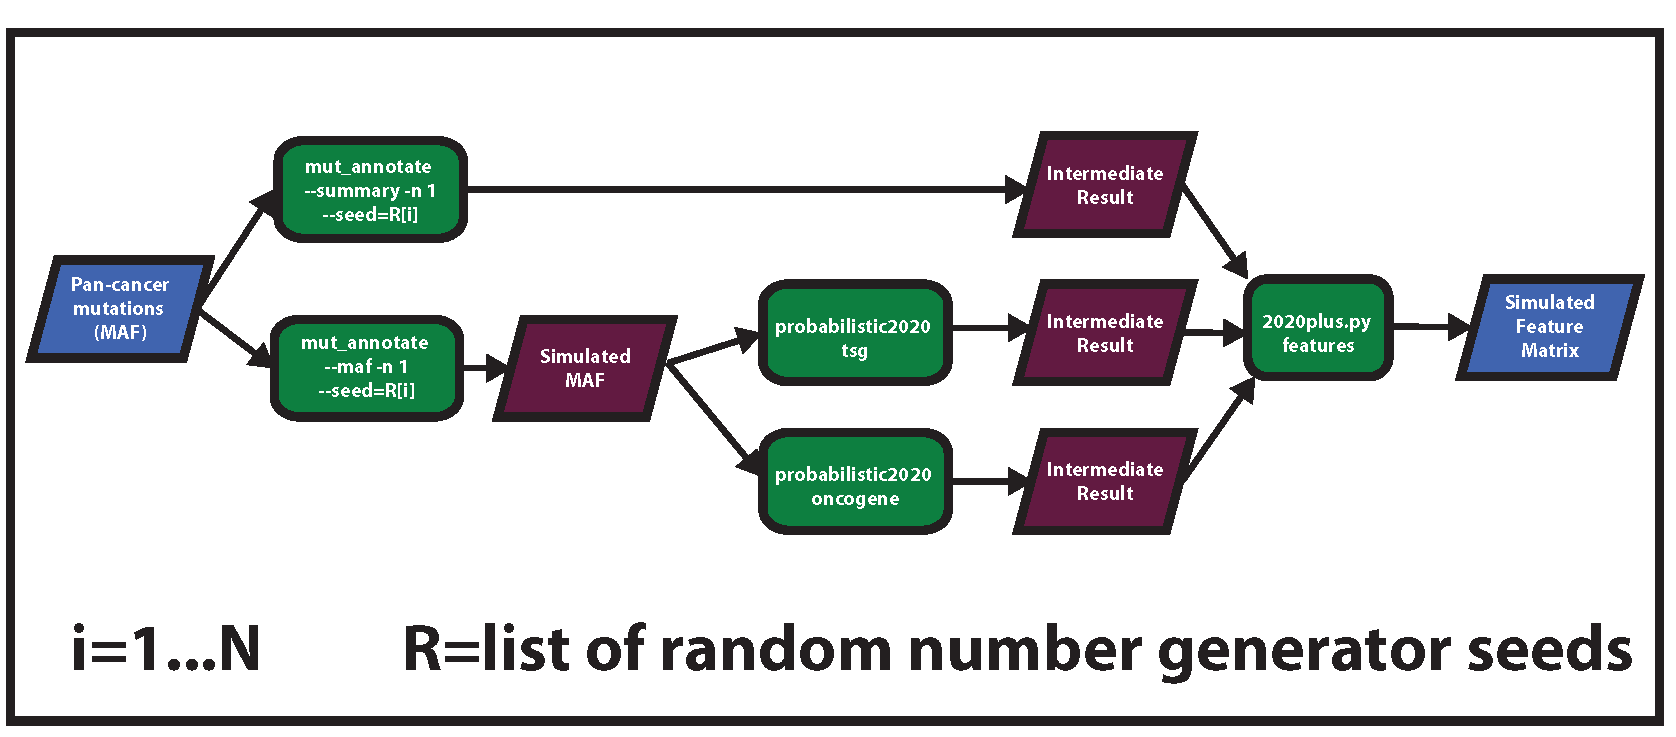 Pan-cancer
mutations
(MAF)
mut_annotate
--summary -n 1
--seed=R[i]
mut_annotate
--maf -n 1
--seed=R[i]
Simulated
MAF
probabilistic2020
tsg
probabilistic2020
oncogene
Intermediate
Result
Intermediate
Result
Intermediate
Result
2020plus.py
features
Simulated
Feature
Matrix
i=1...N
R=list of random number generator seeds